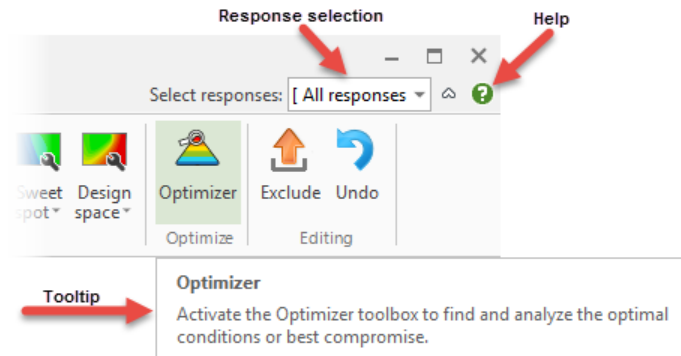 Response selection
Help
Select responses: [ All responses
?
Sweet spot
Design space
Optimizer
Exclude
Undo
Optimize
Editing
Tooltip
Optimizer
Activate the Optimizer toolbox to find and analyze the optimal
conditions or best compromise.